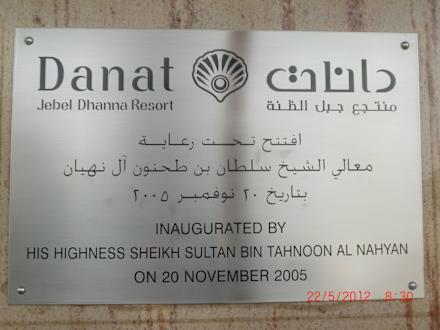 Danat
Jebel Dhanna Resort
دانات
منتجع جبل الظنة
افتتح تحت رعاية
معالي الشيخ سلطان بن طحنون آل نهيان
بتاريخ ٢٠ نوفمبر ٢٠٠٥
INAUGURATED BY
HIS HIGHNESS SHEIKH SULTAN BIN TAHNOON AL NAHYAN
ON 20 NOVEMBER 2005
22/5/2012 8:30